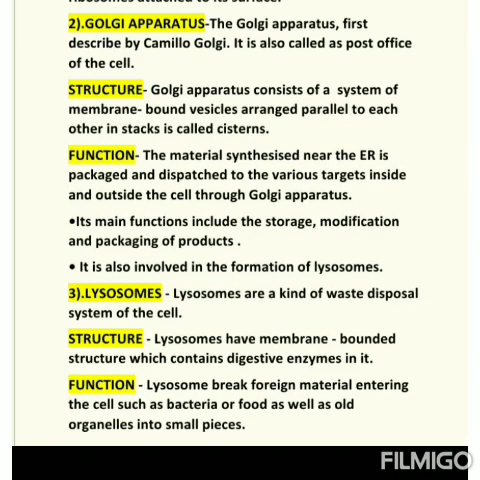 ribosomes attached to its surface.
2).GOLGI APPARATUS-The Golgi apparatus, first
describe by Camillo Golgi. It is also called as post office
of the cell.
STRUCTURE- Golgi apparatus consists of a  system of
membrane- bound vesicles arranged parallel to each
other in stacks is called cisterns.
FUNCTION- The material synthesised near the ER is
packaged and dispatched to the various targets inside
and outside the cell through Golgi apparatus.
•Its main functions include the storage, modification
and packaging of products .
• It is also involved in the formation of lysosomes.
3).LYSOSOMES - Lysosomes are a kind of waste disposal
system of the cell.
STRUCTURE - Lysosomes have membrane - bounded
structure which contains digestive enzymes in it.
FUNCTION - Lysosome break foreign material entering
the cell such as bacteria or food as well as old
organelles into small pieces.
FILMIGO